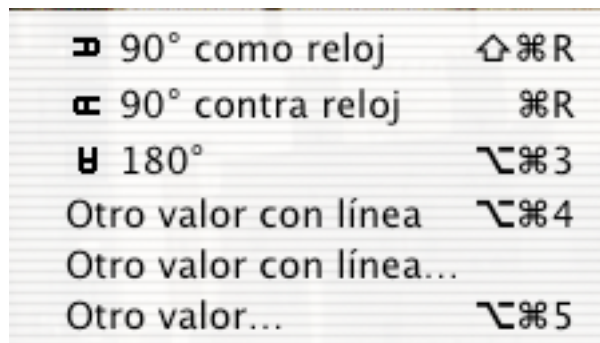 90° como reloj ⇧⌘R
90° contra reloj ⌘R
180° ⌥⌘3
Otro valor con línea ⌥⌘4
Otro valor con línea...
Otro valor... ⌥⌘5